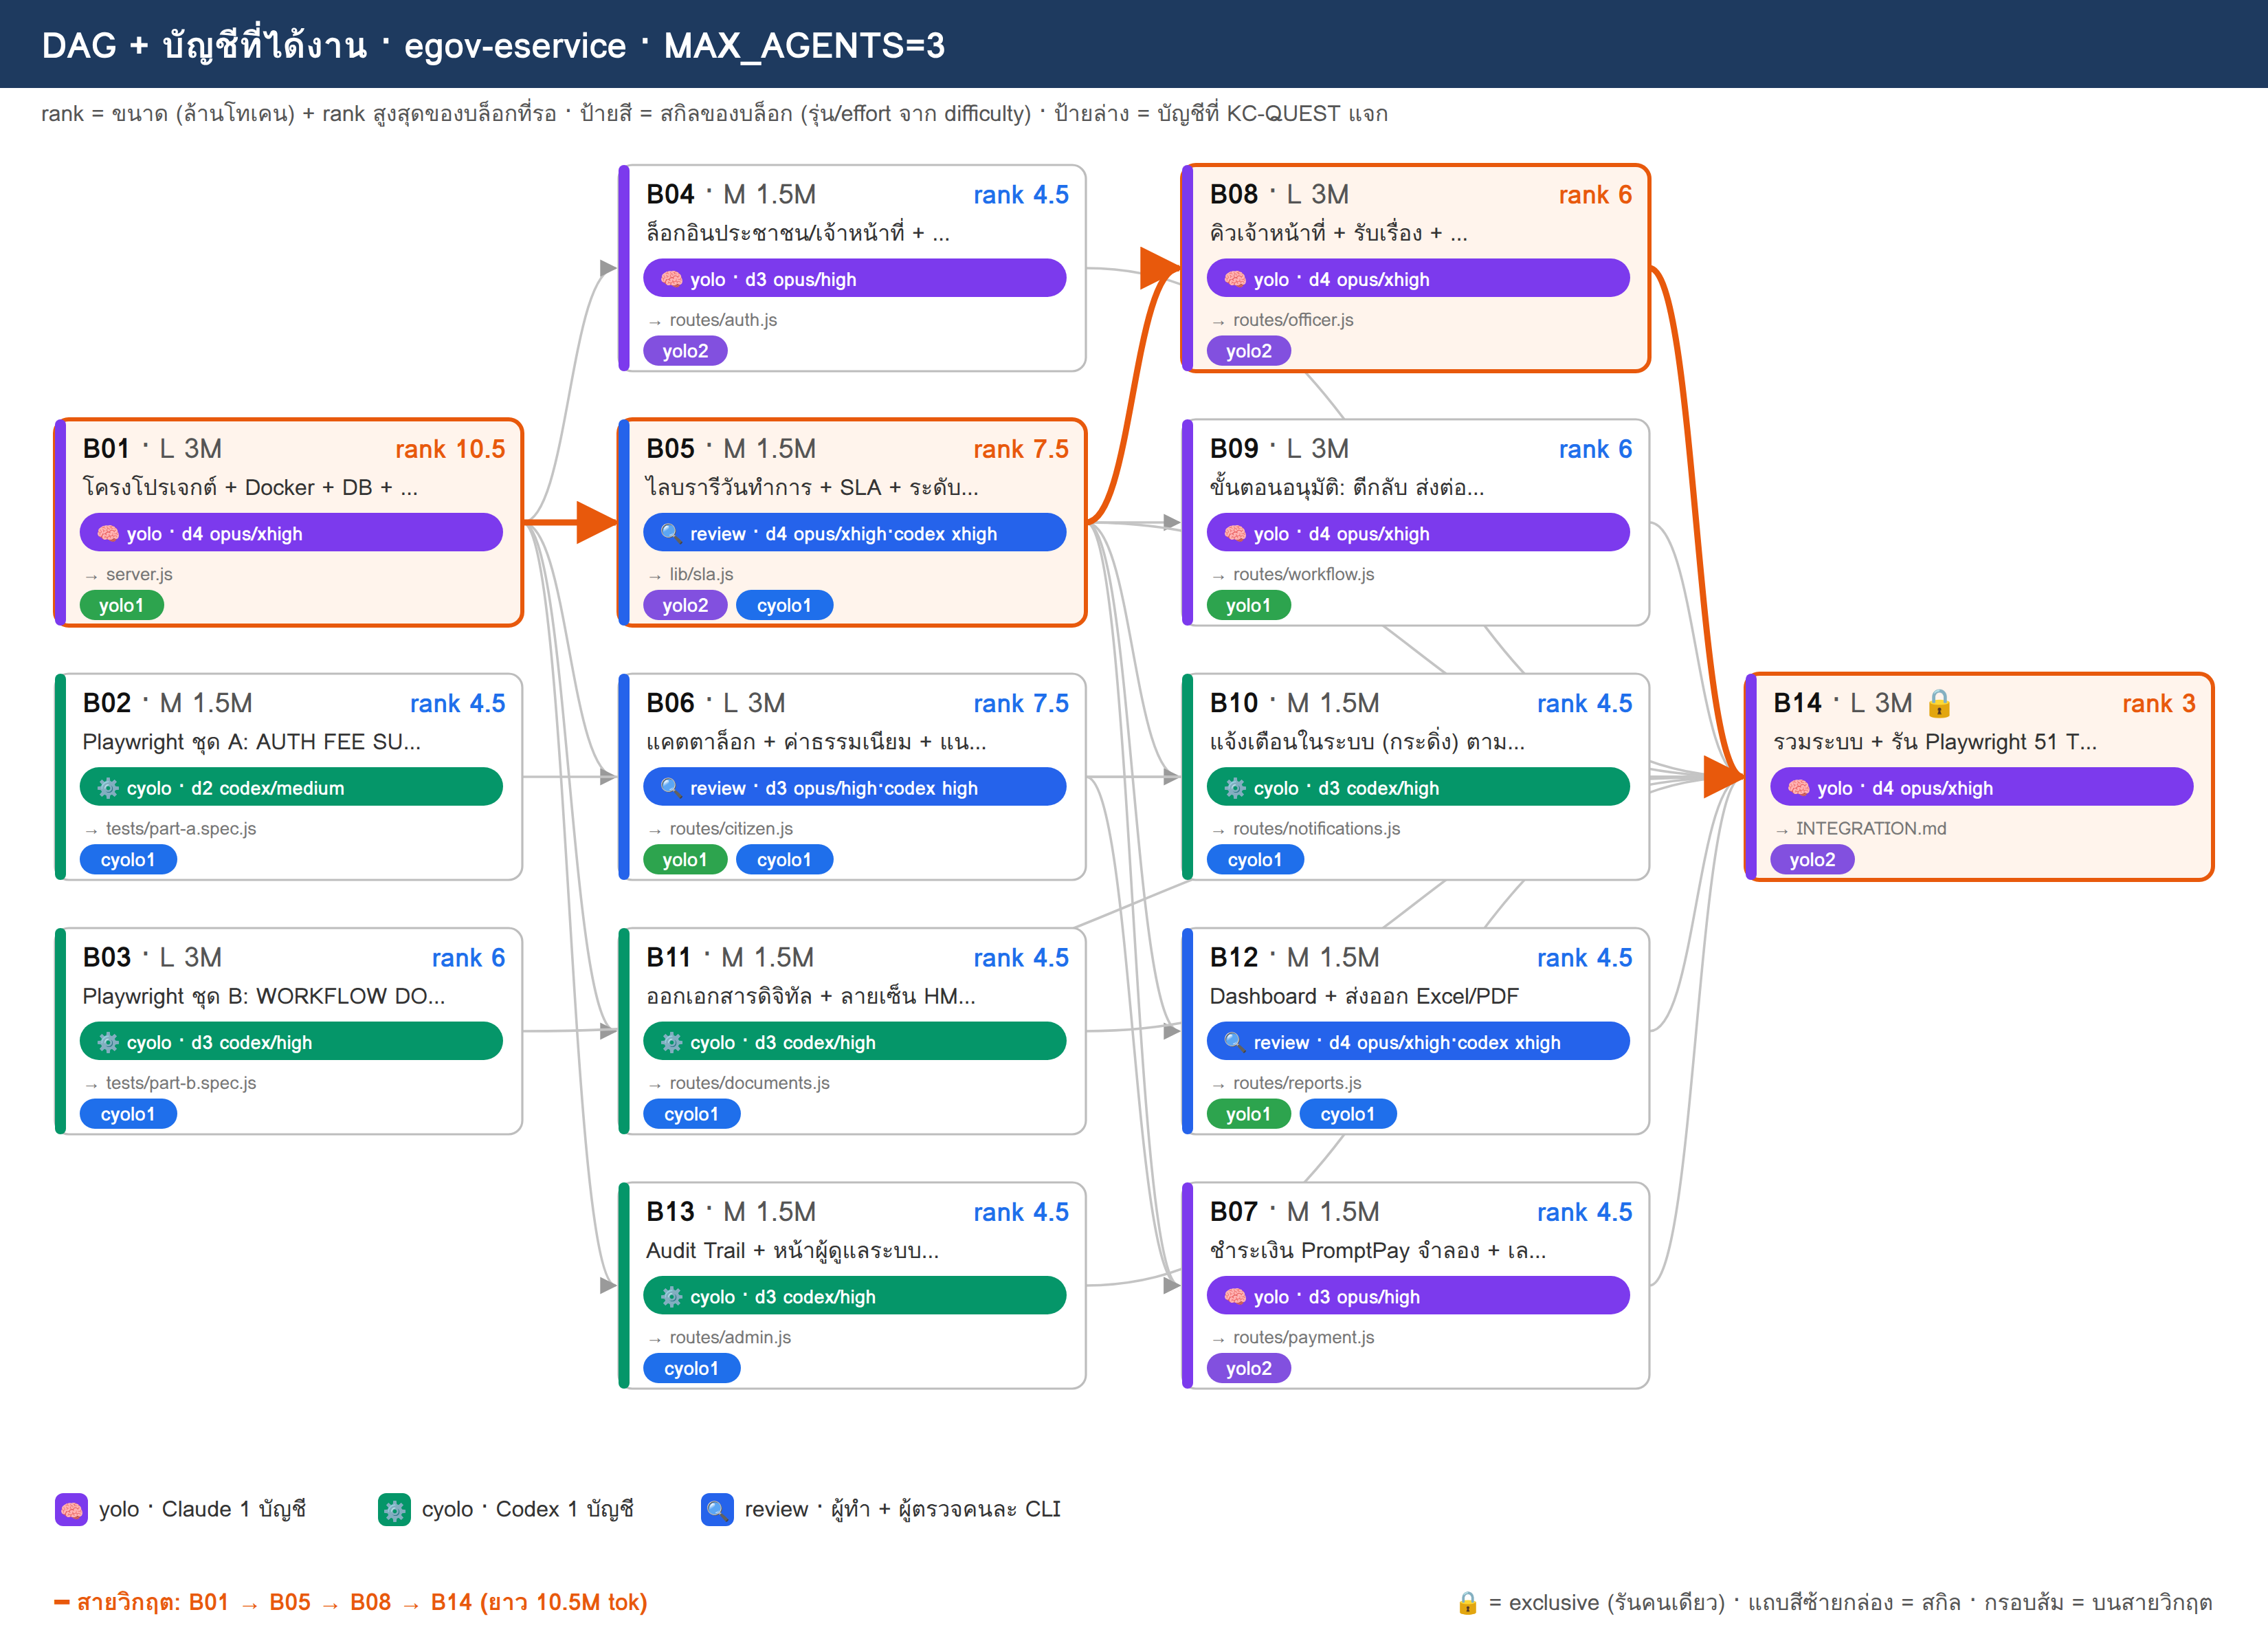 DAG + บัญชีที่ได้งาน · egov-eservice · MAX_AGENTS=3
rank = ขนาด (ล้านโทเคน) + rank สูงสุดของบล็อกที่รอ · ป้ายสี = สกิลของบล็อก (รุ่น/effort จาก difficulty) · ป้ายล่าง = บัญชีที่ KC-QUEST แจก
B01 · L 3M rank 10.5
โครงโปรเจกต์ + Docker + DB + ...
🧠 yolo · d4 opus/xhigh
→ server.js
yolo1
B02 · M 1.5M rank 4.5
Playwright ชุด A: AUTH FEE SU...
⚙️ cyolo · d2 codex/medium
→ tests/part-a.spec.js
cyolo1
B03 · L 3M rank 6
Playwright ชุด B: WORKFLOW DO...
⚙️ cyolo · d3 codex/high
→ tests/part-b.spec.js
cyolo1
B04 · M 1.5M rank 4.5
ล็อกอินประชาชน/เจ้าหน้าที่ + ...
🧠 yolo · d3 opus/high
→ routes/auth.js
yolo2
B05 · M 1.5M rank 7.5
ไลบรารีวันทำการ + SLA + ระดับ...
🔍 review · d4 opus/xhigh·codex xhigh
→ lib/sla.js
yolo2 cyolo1
B06 · L 3M rank 7.5
แคตตาล็อก + ค่าธรรมเนียม + แน...
🔍 review · d3 opus/high·codex high
→ routes/citizen.js
yolo1 cyolo1
B11 · M 1.5M rank 4.5
ออกเอกสารดิจิทัล + ลายเซ็น HM...
⚙️ cyolo · d3 codex/high
→ routes/documents.js
cyolo1
B13 · M 1.5M rank 4.5
Audit Trail + หน้าผู้ดูแลระบบ...
⚙️ cyolo · d3 codex/high
→ routes/admin.js
cyolo1
B08 · L 3M rank 6
คิวเจ้าหน้าที่ + รับเรื่อง + ...
🧠 yolo · d4 opus/xhigh
→ routes/officer.js
yolo2
B09 · L 3M rank 6
ขั้นตอนอนุมัติ: ตีกลับ ส่งต่อ...
🧠 yolo · d4 opus/xhigh
→ routes/workflow.js
yolo1
B10 · M 1.5M rank 4.5
แจ้งเตือนในระบบ (กระดิ่ง) ตาม...
⚙️ cyolo · d3 codex/high
→ routes/notifications.js
cyolo1
B12 · M 1.5M rank 4.5
Dashboard + ส่งออก Excel/PDF
🔍 review · d4 opus/xhigh·codex xhigh
→ routes/reports.js
yolo1 cyolo1
B07 · M 1.5M rank 4.5
ชำระเงิน PromptPay จำลอง + เล...
🧠 yolo · d3 opus/high
→ routes/payment.js
yolo2
B14 · L 3M 🔒 rank 3
รวมระบบ + รัน Playwright 51 T...
🧠 yolo · d4 opus/xhigh
→ INTEGRATION.md
yolo2
🧠 yolo · Claude 1 บัญชี
⚙️ cyolo · Codex 1 บัญชี
🔍 review · ผู้ทำ + ผู้ตรวจคนละ CLI
━ สายวิกฤต: B01 → B05 → B08 → B14 (ยาว 10.5M tok)
🔒 = exclusive (รันคนเดียว) · แถบสีซ้ายกล่อง = สกิล · กรอบส้ม = บนสายวิกฤต